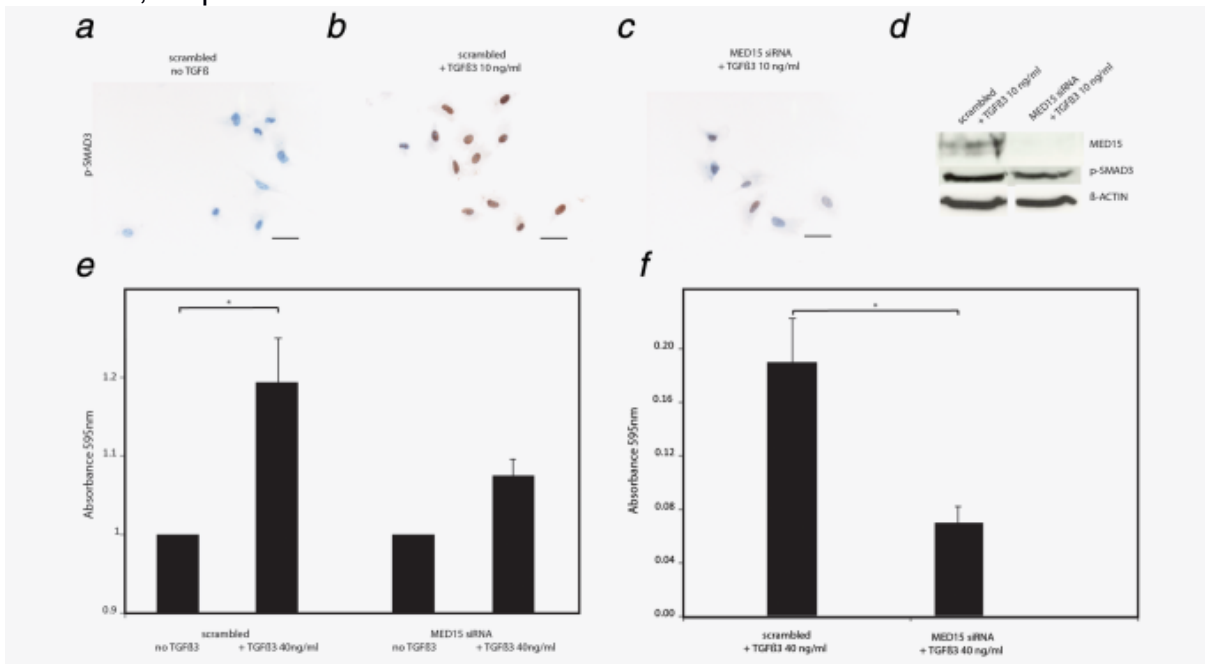 a
b
c
d
scrambled
no TGFß
scrambled
+ TGFß3 10 ng/ml
MED15 siRNA
+ TGFß3 10 ng/ml
scrambled
+ TGFß3 10 ng/ml
MED15 siRNA
+ TGFß3 10 ng/ml
p-SMAD3
MED15
p-SMAD3
ß-ACTIN
e
*
Absorbance 595nm
1.2
1.1
1
0.9
scrambled
no TGFß3
+ TGFß3 40ng/ml
MED15 siRNA
no TGFß3
+ TGFß3 40ng/ml
f
*
Absorbance 595nm
0.20
0.16
0.12
0.08
0.04
0.00
scrambled
+ TGFß3 40 ng/ml
MED15 siRNA
+ TGFß3 40 ng/ml